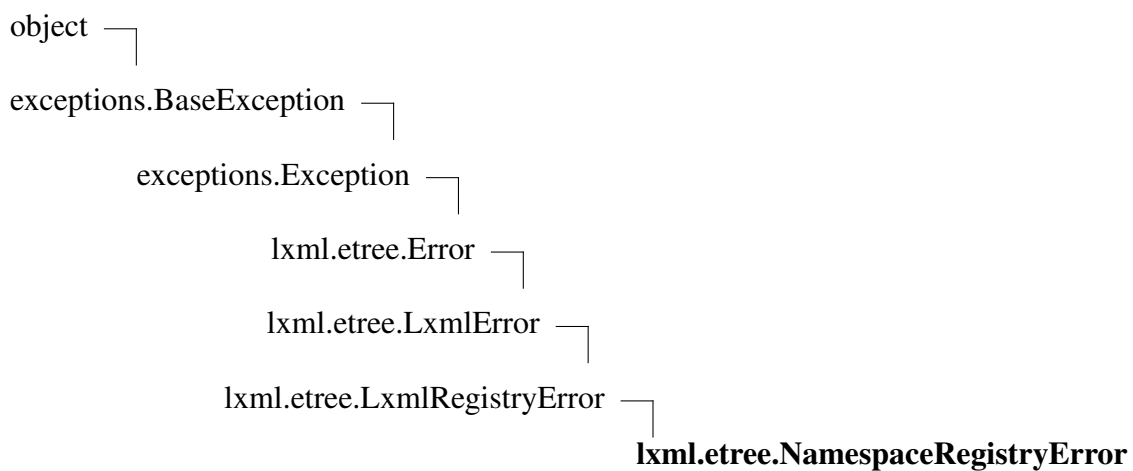 object
exceptions.BaseException
exceptions.Exception
lxml.etree.Error
lxml.etree.LxmlError
lxml.etree.LxmlRegistryError
lxml.etree.NamespaceRegistryError